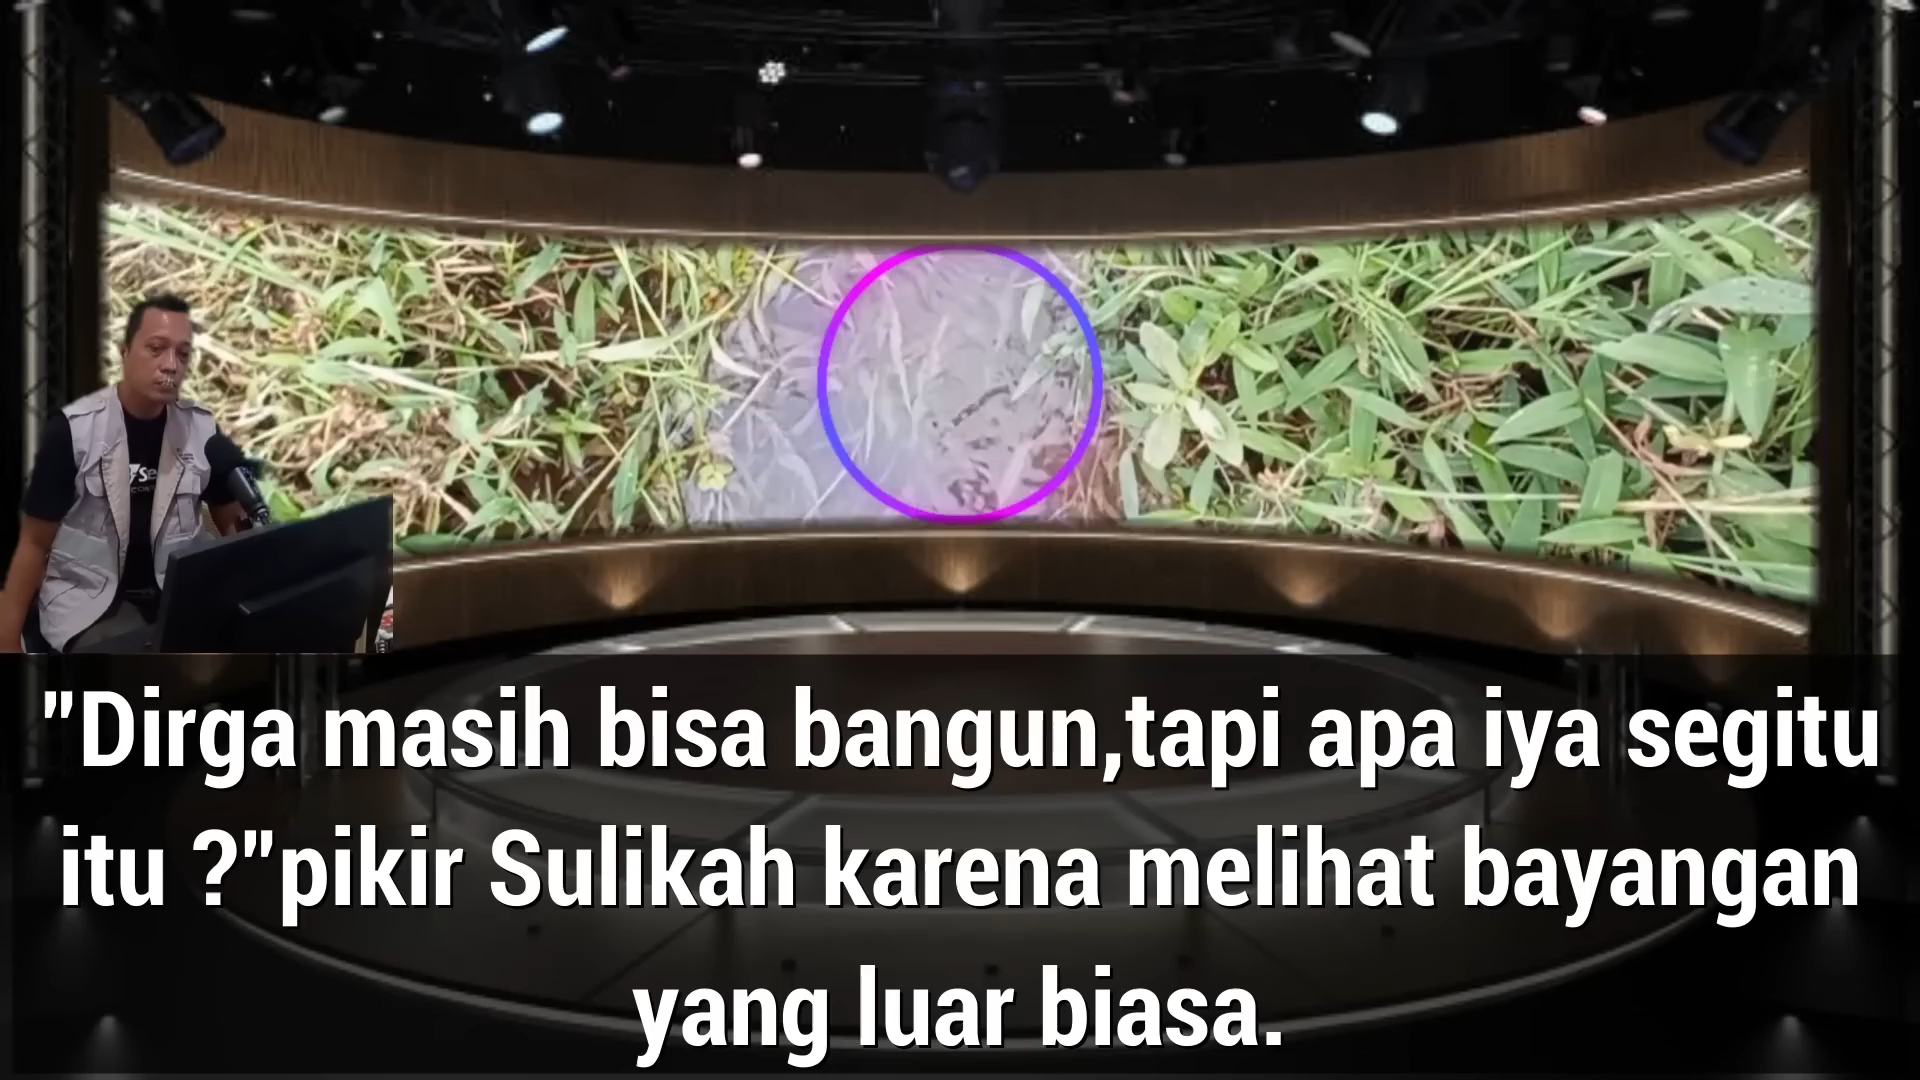 "Dirga masih bisa bangun,tapi apa iya segitu
itu ?"pikir Sulikah karena melihat bayangan
yang luar biasa.